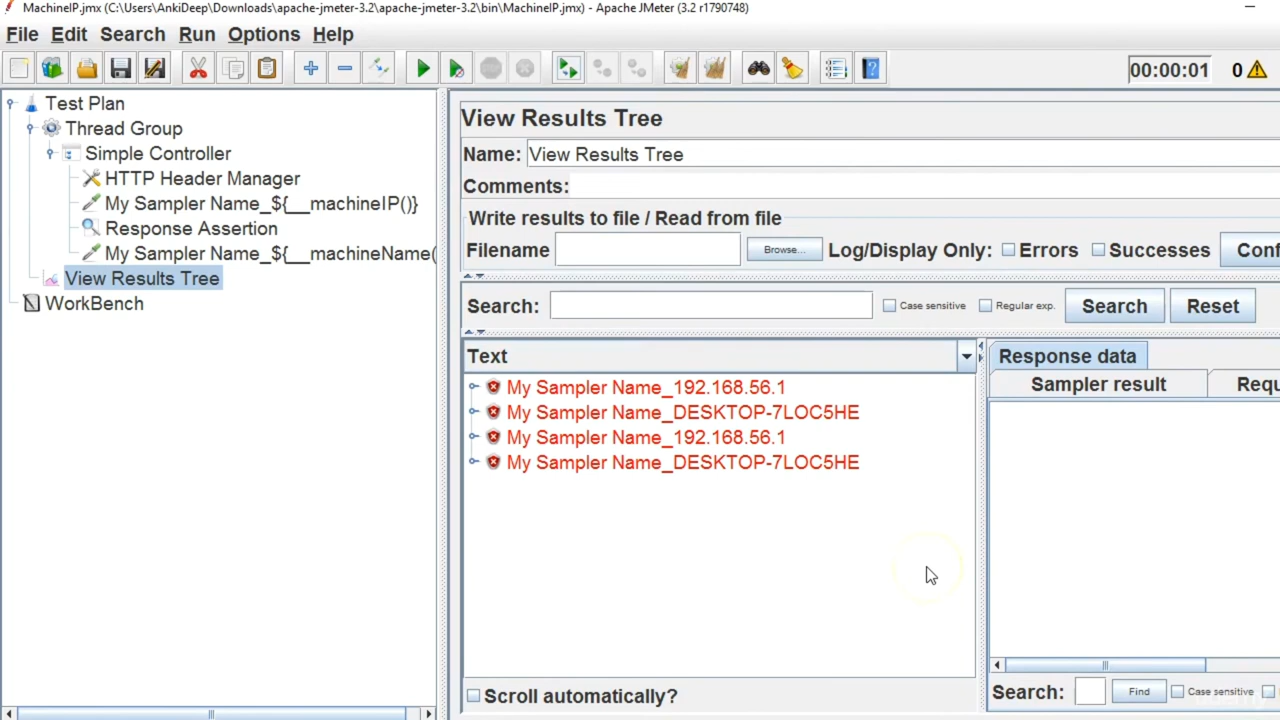 MachineIP.jmx (C:\Users\AnkiDeep\Downloads\apache-jmeter-3.2\apache-jmeter-3.2\bin\MachineIP.jmx) - Apache JMeter (3.2 r1790748)
File Edit Search Run Options Help
00:00:01 0
Test Plan
Thread Group
Simple Controller
HTTP Header Manager
My Sampler Name_${__machineIP()}
Response Assertion
My Sampler Name_${__machineName(
View Results Tree
WorkBench
View Results Tree
Name: View Results Tree
Comments:
Write results to file / Read from file
Filename Browse... Log/Display Only: Errors Successes Conf
Search: Case sensitive Regular exp. Search Reset
Text
My Sampler Name_192.168.56.1
My Sampler Name_DESKTOP-7LOC5HE
My Sampler Name_192.168.56.1
My Sampler Name_DESKTOP-7LOC5HE
Scroll automatically?
Response data
Sampler result Requ
Search: Find Case sensitive